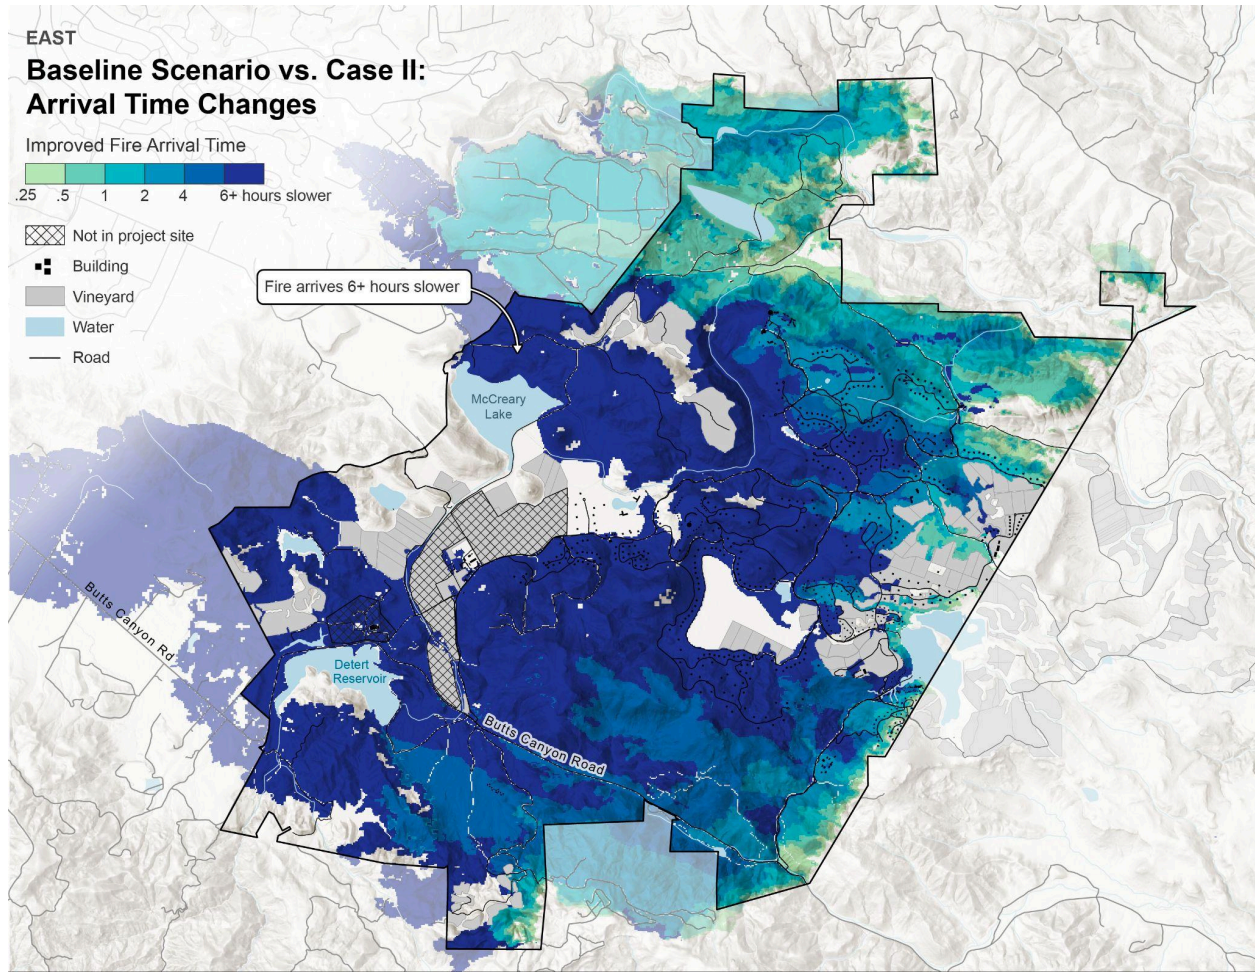 EAST
Baseline Scenario vs. Case II:
Arrival Time Changes
Improved Fire Arrival Time
.25 .5 1 2 4 6+ hours slower
Not in project site
Building
Vineyard
Water
Road
Fire arrives 6+ hours slower
McCreary
Lake
Butts Canyon Rd
Detert
Reservoir
Butts Canyon Road